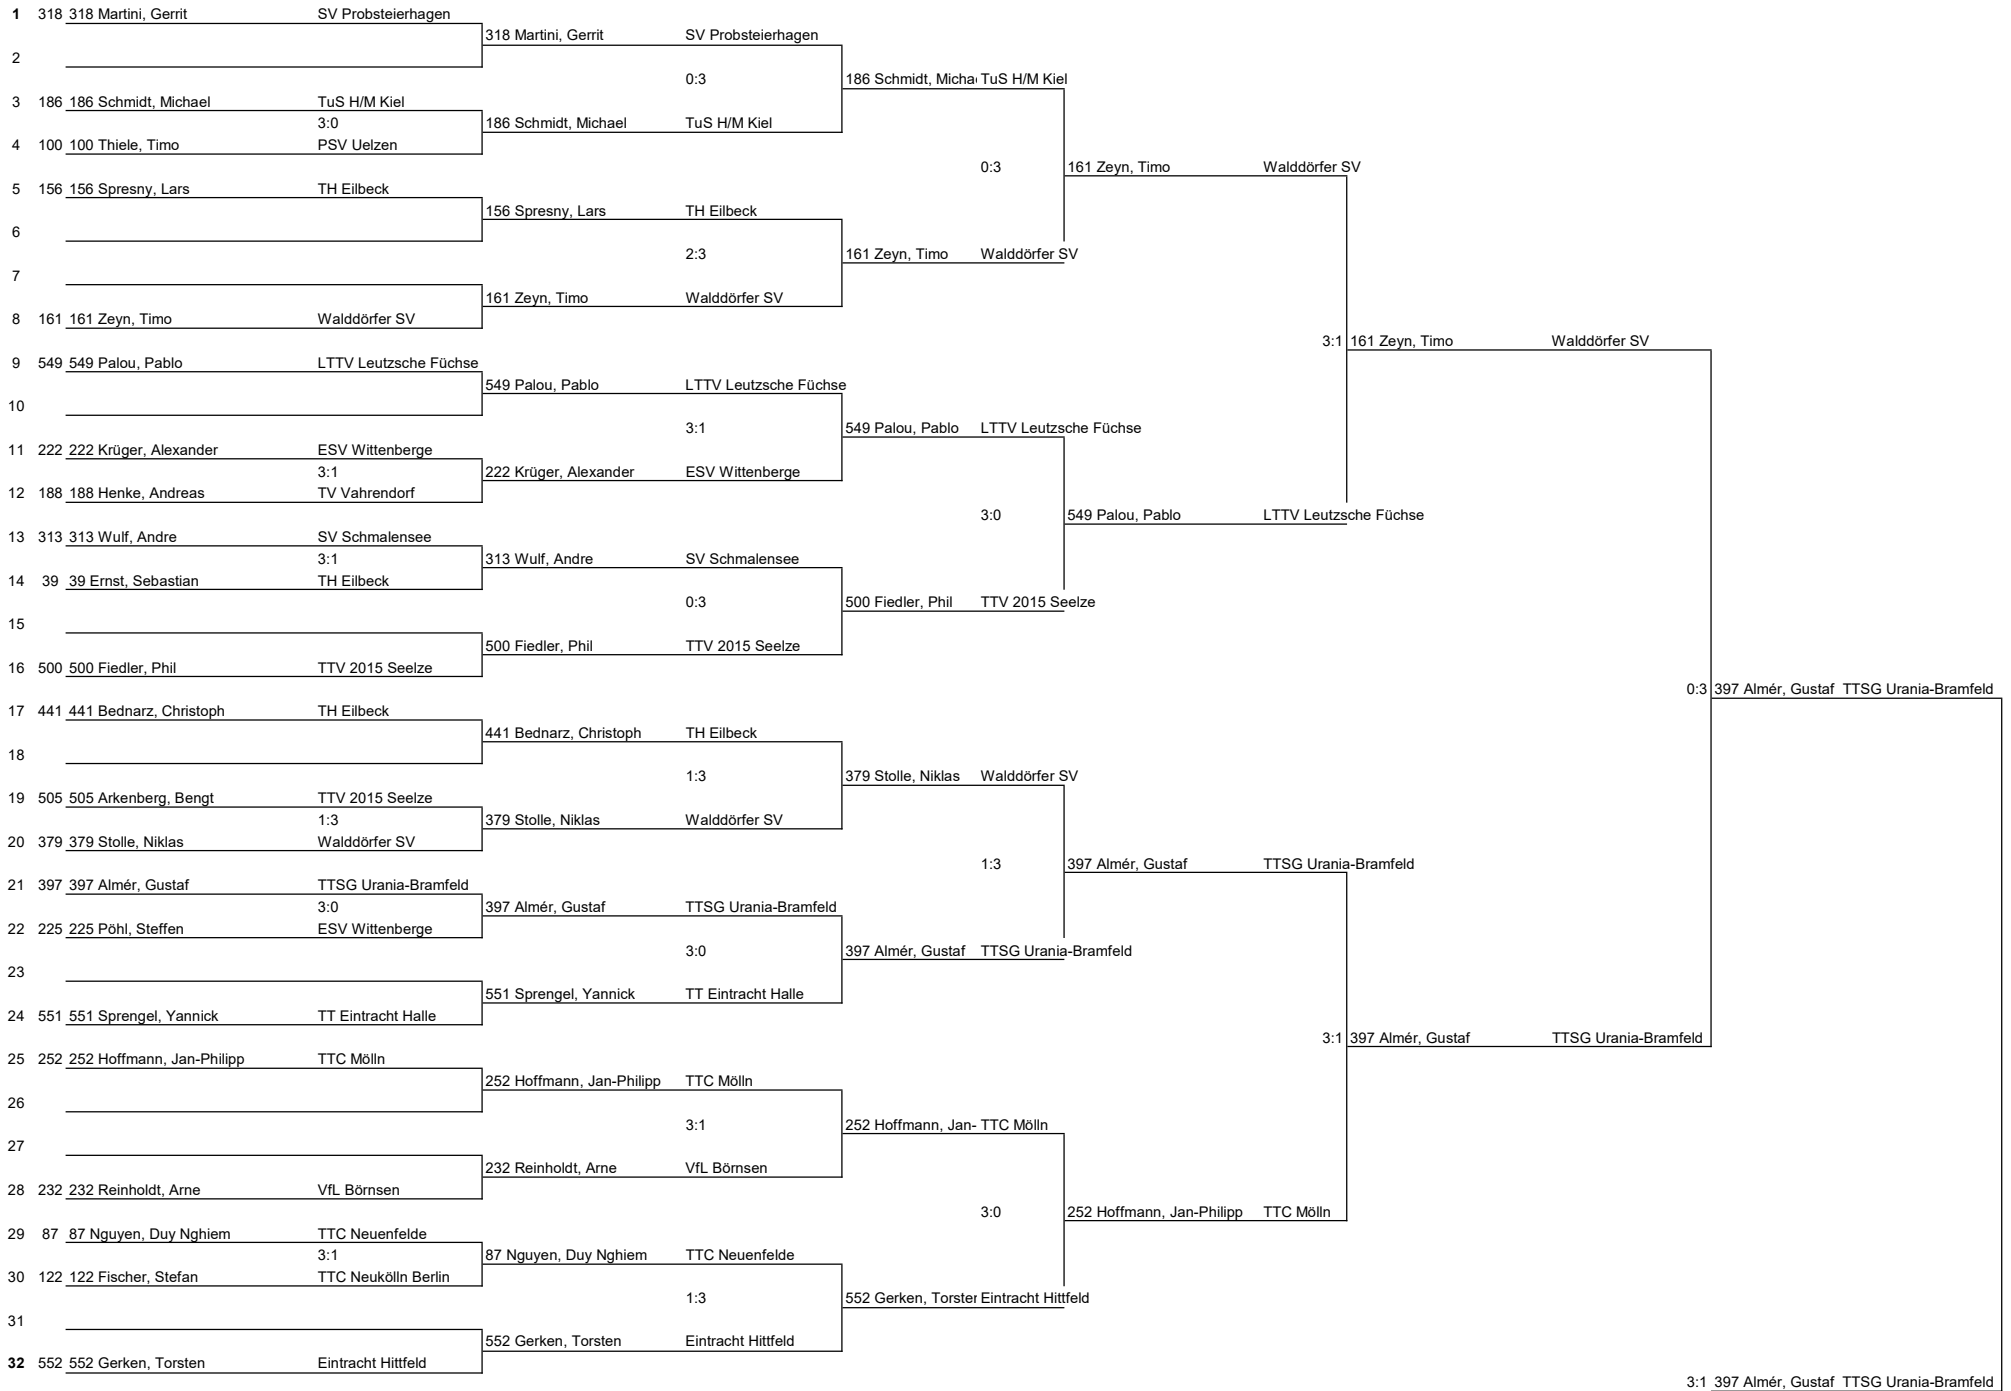 1 318 318 Martini, Gerrit SV Probsteierhagen
318 Martini, Gerrit SV Probsteierhagen
2
0:3 186 Schmidt, Micha TuS H/M Kiel
3 186 186 Schmidt, Michael TuS H/M Kiel
3:0 186 Schmidt, Michael TuS H/M Kiel
4 100 100 Thiele, Timo PSV Uelzen
0:3 161 Zeyn, Timo Walddörfer SV
5 156 156 Spresny, Lars TH Eilbeck
156 Spresny, Lars TH Eilbeck
6
2:3 161 Zeyn, Timo Walddörfer SV
7
161 Zeyn, Timo Walddörfer SV
8 161 161 Zeyn, Timo Walddörfer SV
3:1 161 Zeyn, Timo Walddörfer SV
9 549 549 Palou, Pablo LTTV Leutzsche Füchse
549 Palou, Pablo LTTV Leutzsche Füchse
10
3:1 549 Palou, Pablo LTTV Leutzsche Füchse
11 222 222 Krüger, Alexander ESV Wittenberge
3:1 222 Krüger, Alexander ESV Wittenberge
12 188 188 Henke, Andreas TV Vahrendorf
3:0 549 Palou, Pablo LTTV Leutzsche Füchse
13 313 313 Wulf, Andre SV Schmalensee
3:1 313 Wulf, Andre SV Schmalensee
14 39 39 Ernst, Sebastian TH Eilbeck
0:3 500 Fiedler, Phil TTV 2015 Seelze
15
500 Fiedler, Phil TTV 2015 Seelze
16 500 500 Fiedler, Phil TTV 2015 Seelze
0:3 397 Almér, Gustaf TTSG Urania-Bramfeld
17 441 441 Bednarz, Christoph TH Eilbeck
441 Bednarz, Christoph TH Eilbeck
18
1:3 379 Stolle, Niklas Walddörfer SV
19 505 505 Arkenberg, Bengt TTV 2015 Seelze
1:3 379 Stolle, Niklas Walddörfer SV
20 379 379 Stolle, Niklas Walddörfer SV
1:3 397 Almér, Gustaf TTSG Urania-Bramfeld
21 397 397 Almér, Gustaf TTSG Urania-Bramfeld
3:0 397 Almér, Gustaf TTSG Urania-Bramfeld
22 225 225 Pöhl, Steffen ESV Wittenberge
3:0 397 Almér, Gustaf TTSG Urania-Bramfeld
23
551 Sprengel, Yannick TT Eintracht Halle
24 551 551 Sprengel, Yannick TT Eintracht Halle
3:1 397 Almér, Gustaf TTSG Urania-Bramfeld
25 252 252 Hoffmann, Jan-Philipp TTC Mölln
252 Hoffmann, Jan-Philipp TTC Mölln
26
3:1 252 Hoffmann, Jan- TTC Mölln
27
232 Reinholdt, Arne VfL Börnsen
28 232 232 Reinholdt, Arne VfL Börnsen
3:0 252 Hoffmann, Jan-Philipp TTC Mölln
29 87 87 Nguyen, Duy Nghiem TTC Neuenfelde
3:1 87 Nguyen, Duy Nghiem TTC Neuenfelde
30 122 122 Fischer, Stefan TTC Neukölln Berlin
1:3 552 Gerken, Torster Eintracht Hittfeld
31
552 Gerken, Torsten Eintracht Hittfeld
32 552 552 Gerken, Torsten Eintracht Hittfeld
3:1 397 Almér, Gustaf TTSG Urania-Bramfeld